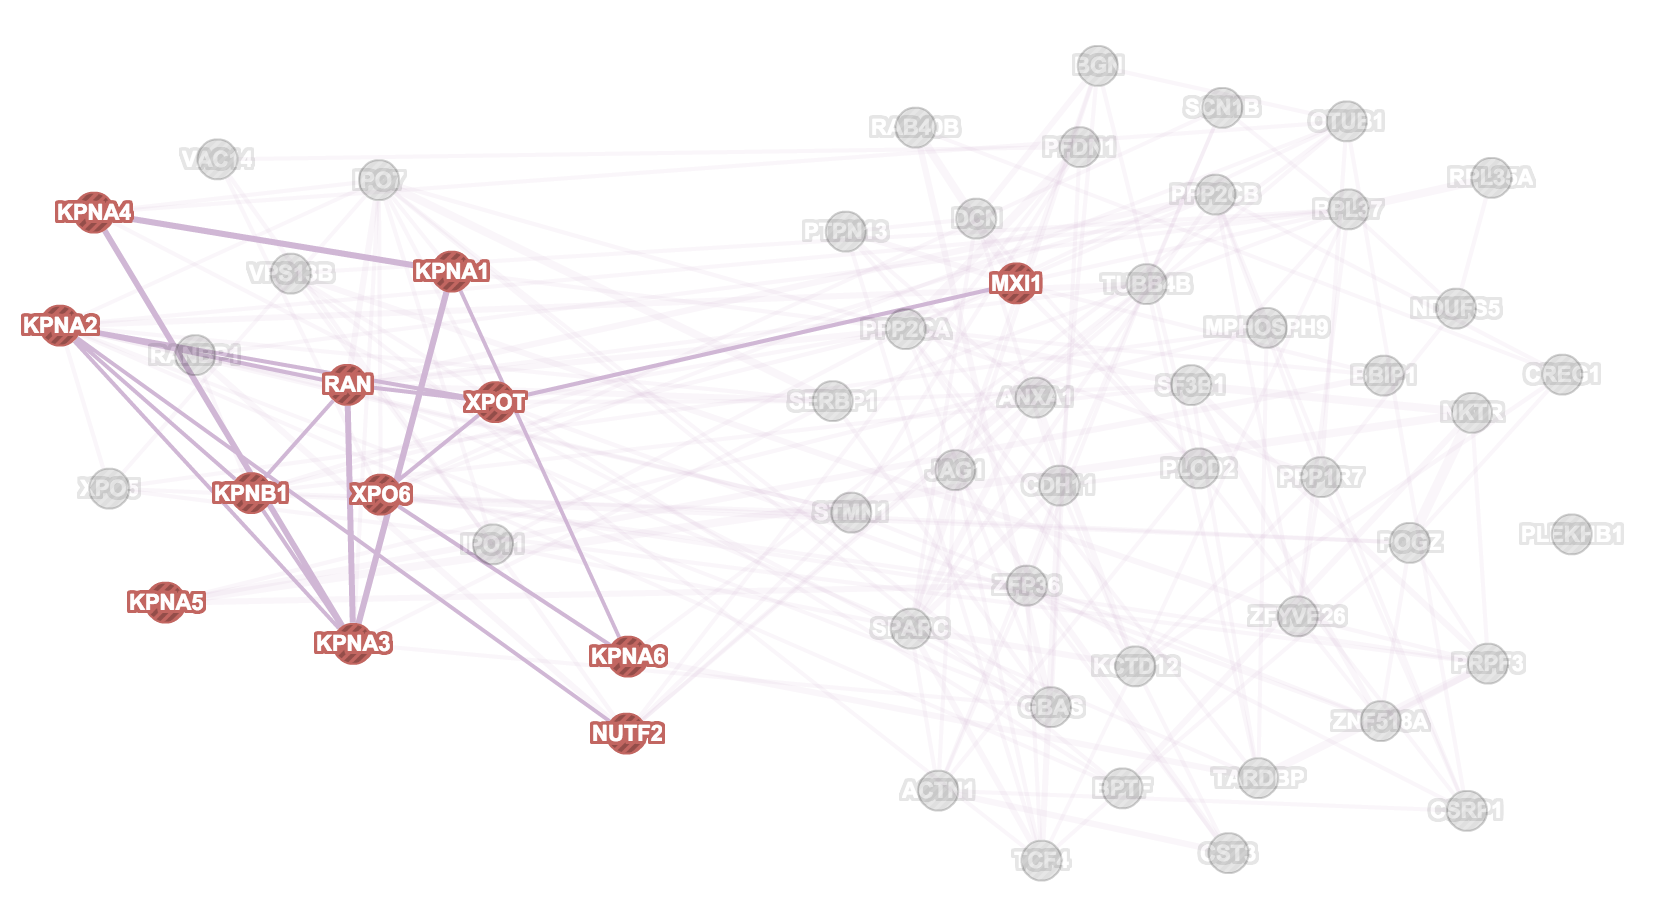 BGN
SCN1B
OTUB1
RAB40B
PFDN1
VAC14
IPO7
RPL35A
PPP2CB
KPNA4
RPL37
DCN
PTPN13
KPNA1
VPS13B
MXI1
TUBB4B
NDUFS5
KPNA2
PPP2CA
MPHOSPH9
RANBP1
BBIP1
CREG1
RAN
SF3B1
ANXA1
SERBP1
XPOT
NKTR
JAG1
PLOD2
PPP1R7
CDH11
XPO5
KPNB1
XPO6
STMN1
PLEKHB1
IPO11
POGZ
ZFP36
KPNA5
ZFYVE26
SPARC
KPNA3
KPNA6
KCTD12
PRPF3
GBAS
ZNF518A
NUTF2
TARDBP
ACTN1
BPTF
CSRP1
TCF4
CST3